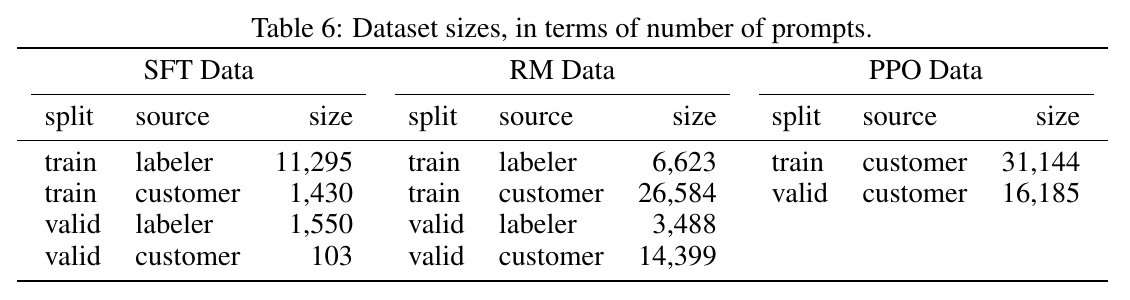 Table 6: Dataset sizes, in terms of number of prompts.
SFT Data RM Data PPO Data
split source size split source size split source size
train labeler 11,295 train labeler 6,623 train customer 31,144
train customer 1,430 train customer 26,584 valid customer 16,185
valid labeler 1,550 valid labeler 3,488
valid customer 103 valid customer 14,399